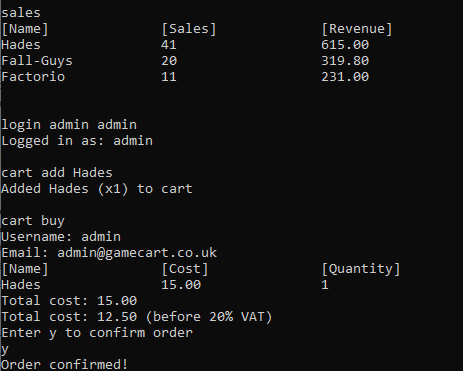 sales
[Name] [Sales] [Revenue]
Hades 41 615.00
Fall-Guys 20 319.80
Factorio 11 231.00
login admin admin
Logged in as: admin
cart add Hades
Added Hades (x1) to cart
cart buy
Username: admin
Email: admin@gamecart.co.uk
[Name] [Cost] [Quantity]
Hades 15.00 1
Total cost: 15.00
Total cost: 12.50 (before 20% VAT)
Enter y to confirm order
y
Order confirmed!